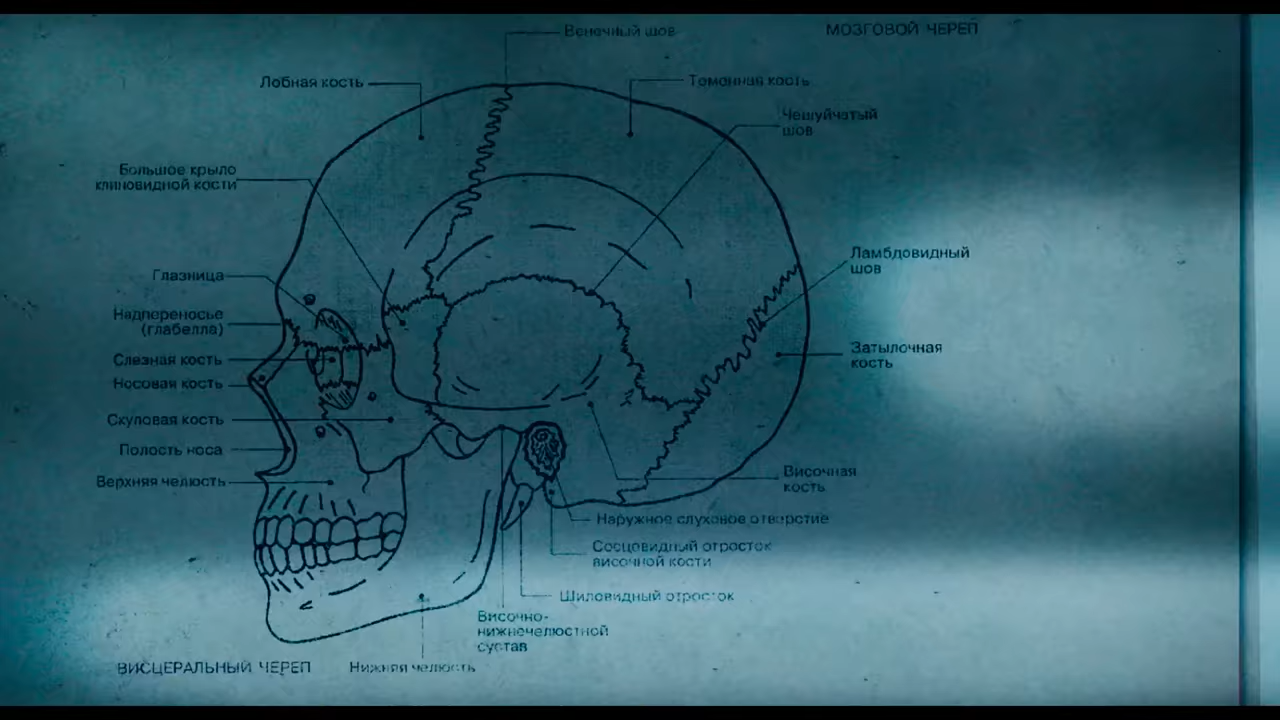 Венечный шов
МОЗГОВОЙ ЧЕРЕП
Лобная кость
Теменная кость
Чешуйчатый
шов
Большое крыло
клиновидной кости
Ламбдовидный
шов
Глазница
Надпереносье
(глабелла)
Слезная кость
Носовая кость
Затылочная
кость
Скуловая кость
Полость носа
Верхняя челюсть
Височная
кость
Наружное слуховое отверстие
Сосцевидный отросток
височной кости
Шиловидный отросток
Височно-
нижнечелюстной
сустав
ВИСЦЕРАЛЬНЫЙ ЧЕРЕП
Нижняя челюсть